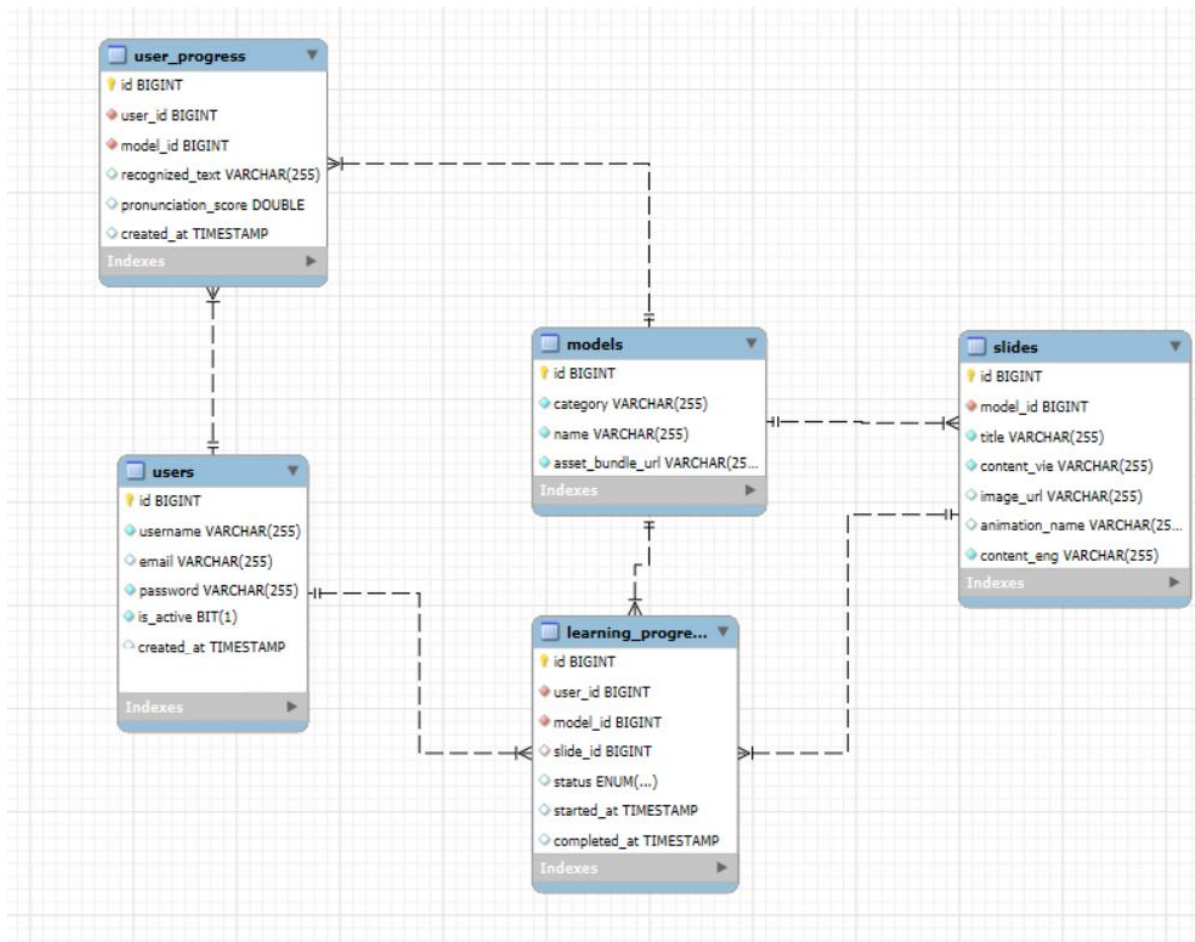 user_progress
id BIGINT
user_id BIGINT
model_id BIGINT
recognized_text VARCHAR(255)
pronunciation_score DOUBLE
created_at TIMESTAMP
Indexes
models
id BIGINT
category VARCHAR(255)
name VARCHAR(255)
asset_bundle_url VARCHAR(25...
Indexes
slides
id BIGINT
model_id BIGINT
title VARCHAR(255)
content_vie VARCHAR(255)
image_url VARCHAR(255)
animation_name VARCHAR(25...
content_eng VARCHAR(255)
Indexes
users
id BIGINT
username VARCHAR(255)
email VARCHAR(255)
password VARCHAR(255)
is_active BIT(1)
created_at TIMESTAMP
Indexes
learning_progre...
id BIGINT
user_id BIGINT
model_id BIGINT
slide_id BIGINT
status ENUM(...)
started_at TIMESTAMP
completed_at TIMESTAMP
Indexes